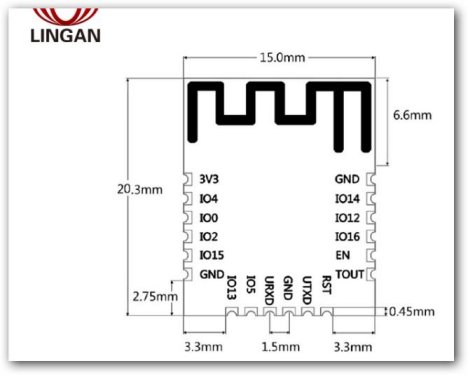 LINGAN
15.0mm
6.6mm
20.3mm
3V3
GND
IO4
IO14
IO0
IO12
IO2
IO16
IO15
EN
GND
TOUT
IO13
IO5
URXD
GND
UTXD
RST
2.75mm
0.45mm
3.3mm
1.5mm
3.3mm